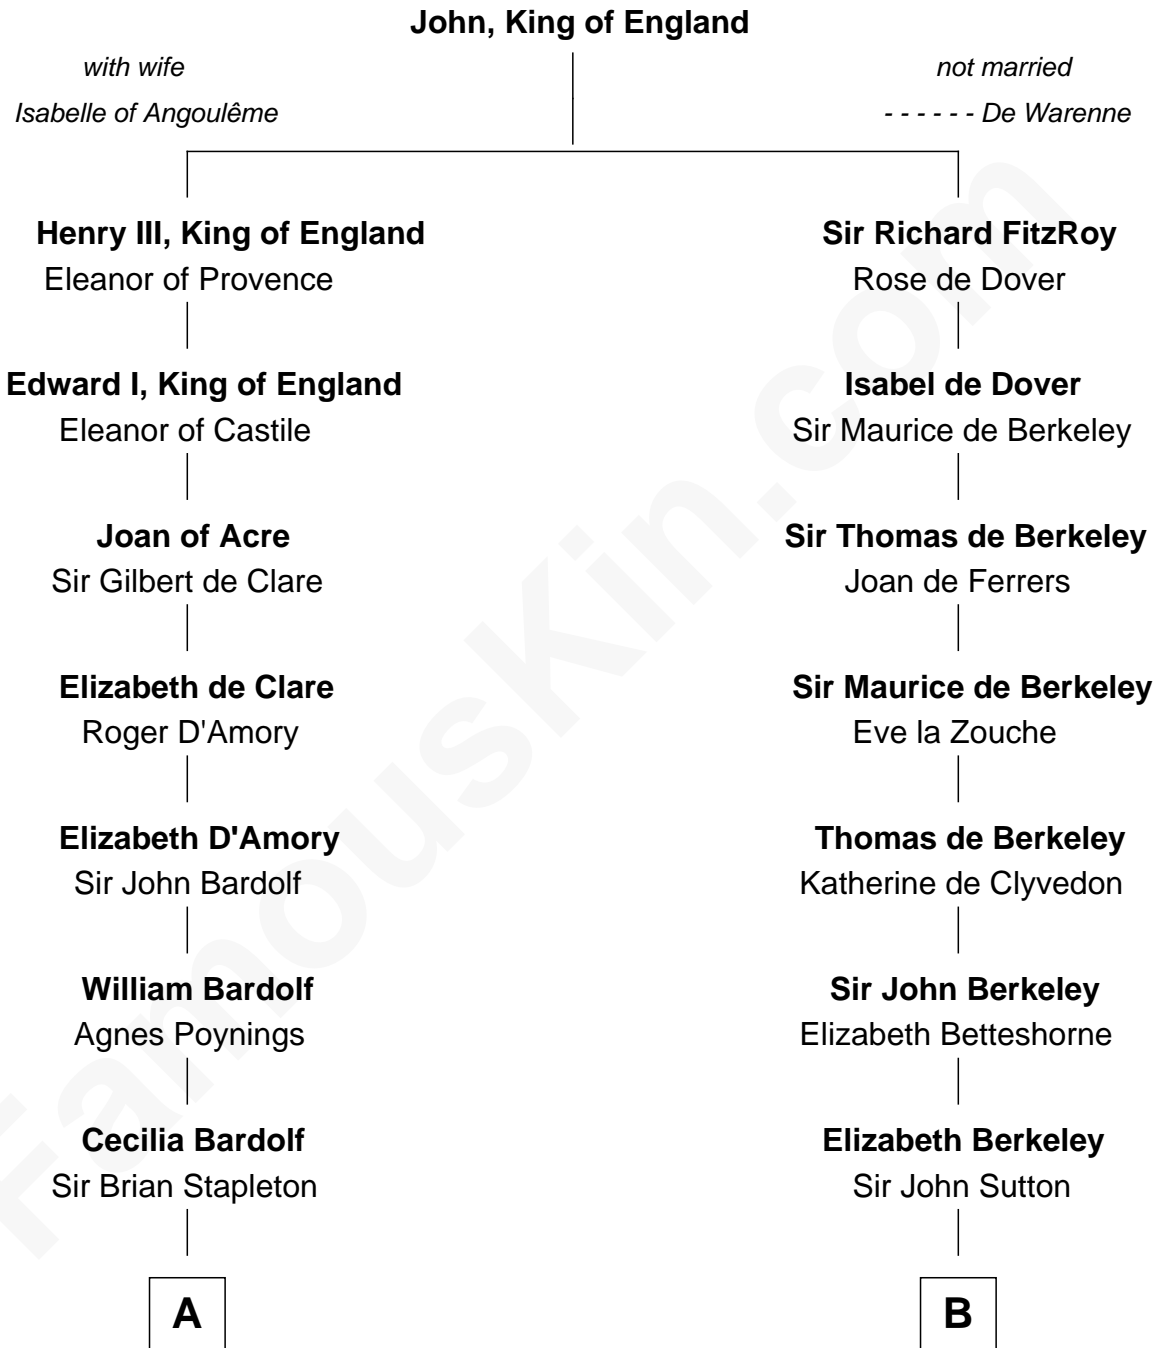 John, King of England
with wife
Isabelle of Angoulême
not married
- - - - - - De Warenne
Henry III, King of England
Eleanor of Provence
Edward I, King of England
Eleanor of Castile
Joan of Acre
Sir Gilbert de Clare
Elizabeth de Clare
Roger D'Amory
Elizabeth D'Amory
Sir John Bardolf
William Bardolf
Agnes Poynings
Cecilia Bardolf
Sir Brian Stapleton
A
Sir Richard FitzRoy
Rose de Dover
Isabel de Dover
Sir Maurice de Berkeley
Sir Thomas de Berkeley
Joan de Ferrers
Sir Maurice de Berkeley
Eve la Zouche
Thomas de Berkeley
Katherine de Clyvedon
Sir John Berkeley
Elizabeth Betteshorne
Elizabeth Berkeley
Sir John Sutton
B
FamousKin.com